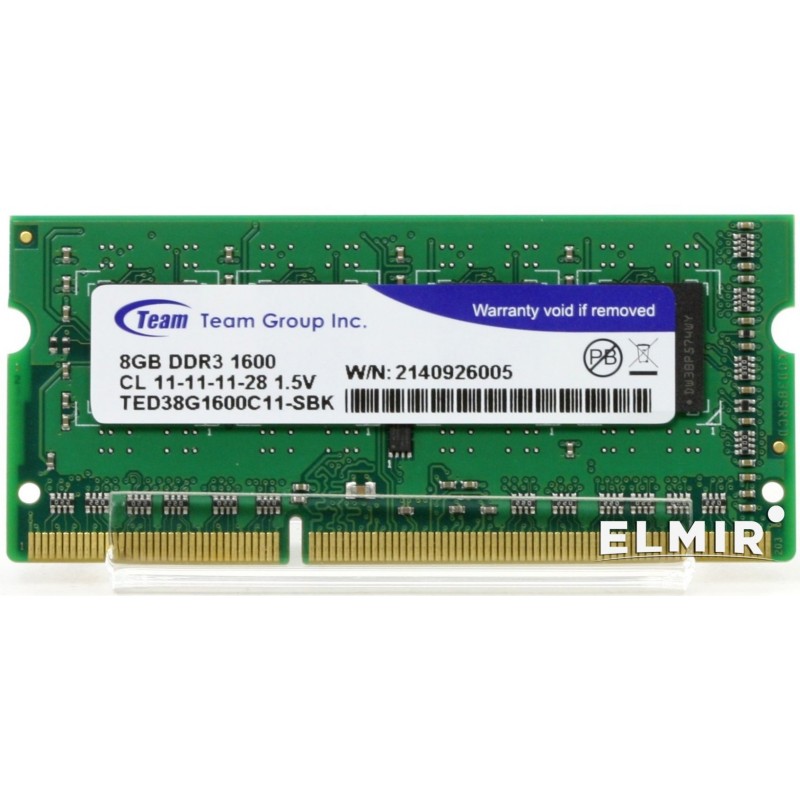 Team Team Group Inc.
Warranty void if removed
8GB DDR3 1600
CL 11-11-11-28 1.5V
TED38G1600C11-SBK
W/N: 2140926005
PB
ELMIR